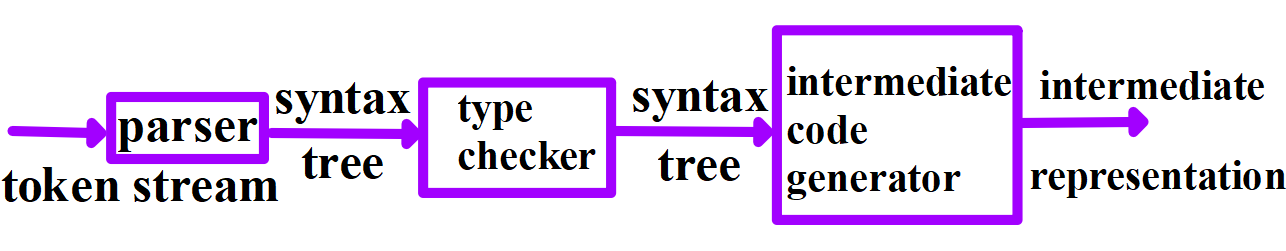 parser
token stream
syntax
tree
type
checker
syntax
tree
intermediate
code
generator
intermediate
representation